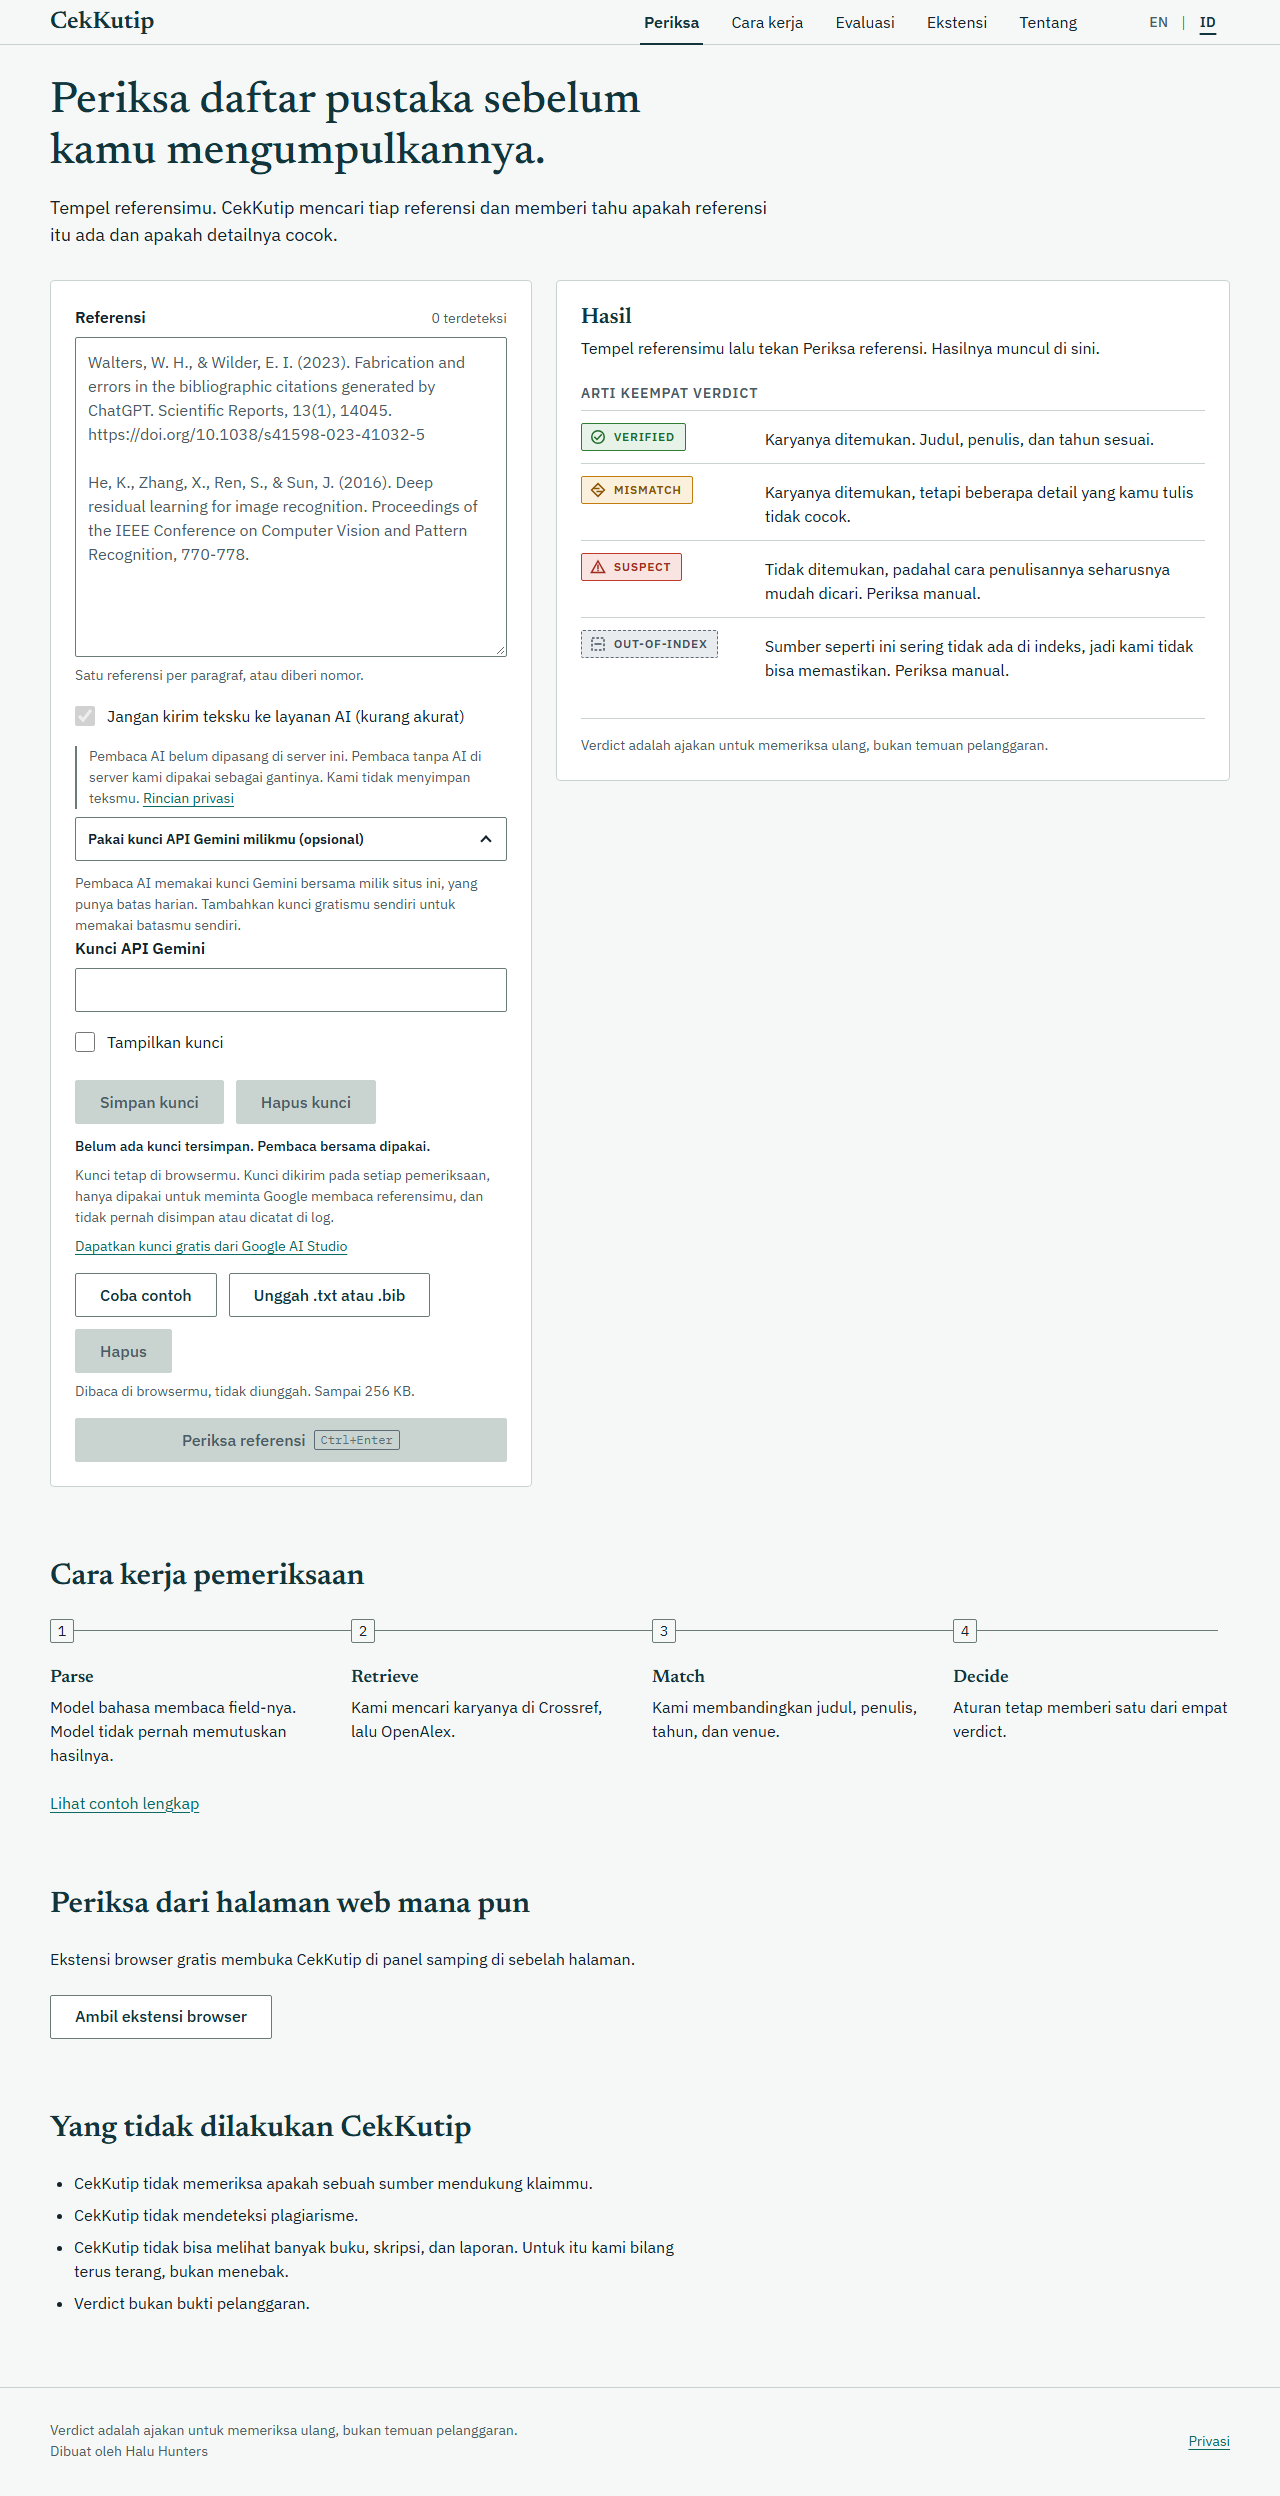 CekKutip
Periksa
Cara kerja
Evaluasi
Ekstensi
Tentang
EN | ID
Periksa daftar pustaka sebelum
kamu mengumpulkannya.
Tempel referensimu. CekKutip mencari tiap referensi dan memberi tahu apakah referensi
itu ada dan apakah detailnya cocok.
Referensi
0 terdeteksi
Walters, W. H., & Wilder, E. I. (2023). Fabrication and
errors in the bibliographic citations generated by
ChatGPT. Scientific Reports, 13(1), 14045.
https://doi.org/10.1038/s41598-023-41032-5
He, K., Zhang, X., Ren, S., & Sun, J. (2016). Deep
residual learning for image recognition. Proceedings of
the IEEE Conference on Computer Vision and Pattern
Recognition, 770-778.
Satu referensi per paragraf, atau diberi nomor.
Jangan kirim teksku ke layanan AI (kurang akurat)
Pembaca AI belum dipasang di server ini. Pembaca tanpa AI di
server kami dipakai sebagai gantinya. Kami tidak menyimpan
teksmu. Rincian privasi
Pakai kunci API Gemini milikmu (opsional)
Pembaca AI memakai kunci Gemini bersama milik situs ini, yang
punya batas harian. Tambahkan kunci gratismu sendiri untuk
memakai batasmu sendiri.
Kunci API Gemini
Tampilkan kunci
Simpan kunci
Hapus kunci
Belum ada kunci tersimpan. Pembaca bersama dipakai.
Kunci tetap di browsermu. Kunci dikirim pada setiap pemeriksaan,
hanya dipakai untuk meminta Google membaca referensimu, dan
tidak pernah disimpan atau dicatat di log.
Dapatkan kunci gratis dari Google AI Studio
Coba contoh
Unggah .txt atau .bib
Hapus
Dibaca di browsermu, tidak diunggah. Sampai 256 KB.
Periksa referensi Ctrl+Enter
Hasil
Tempel referensimu lalu tekan Periksa referensi. Hasilnya muncul di sini.
ARTI KEEMPAT VERDICT
VERIFIED
Karyanya ditemukan. Judul, penulis, dan tahun sesuai.
MISMATCH
Karyanya ditemukan, tetapi beberapa detail yang kamu tulis
tidak cocok.
SUSPECT
Tidak ditemukan, padahal cara penulisannya seharusnya
mudah dicari. Periksa manual.
OUT-OF-INDEX
Sumber seperti ini sering tidak ada di indeks, jadi kami tidak
bisa memastikan. Periksa manual.
Verdict adalah ajakan untuk memeriksa ulang, bukan temuan pelanggaran.
Cara kerja pemeriksaan
1
Parse
Model bahasa membaca field-nya.
Model tidak pernah memutuskan
hasilnya.
2
Retrieve
Kami mencari karyanya di Crossref,
lalu OpenAlex.
3
Match
Kami membandingkan judul, penulis,
tahun, dan venue.
4
Decide
Aturan tetap memberi satu dari empat
verdict.
Lihat contoh lengkap
Periksa dari halaman web mana pun
Ekstensi browser gratis membuka CekKutip di panel samping di sebelah halaman.
Ambil ekstensi browser
Yang tidak dilakukan CekKutip
• CekKutip tidak memeriksa apakah sebuah sumber mendukung klaimmu.
• CekKutip tidak mendeteksi plagiarisme.
• CekKutip tidak bisa melihat banyak buku, skripsi, dan laporan. Untuk itu kami bilang
terus terang, bukan menebak.
• Verdict bukan bukti pelanggaran.
Verdict adalah ajakan untuk memeriksa ulang, bukan temuan pelanggaran.
Dibuat oleh Halu Hunters
Privasi